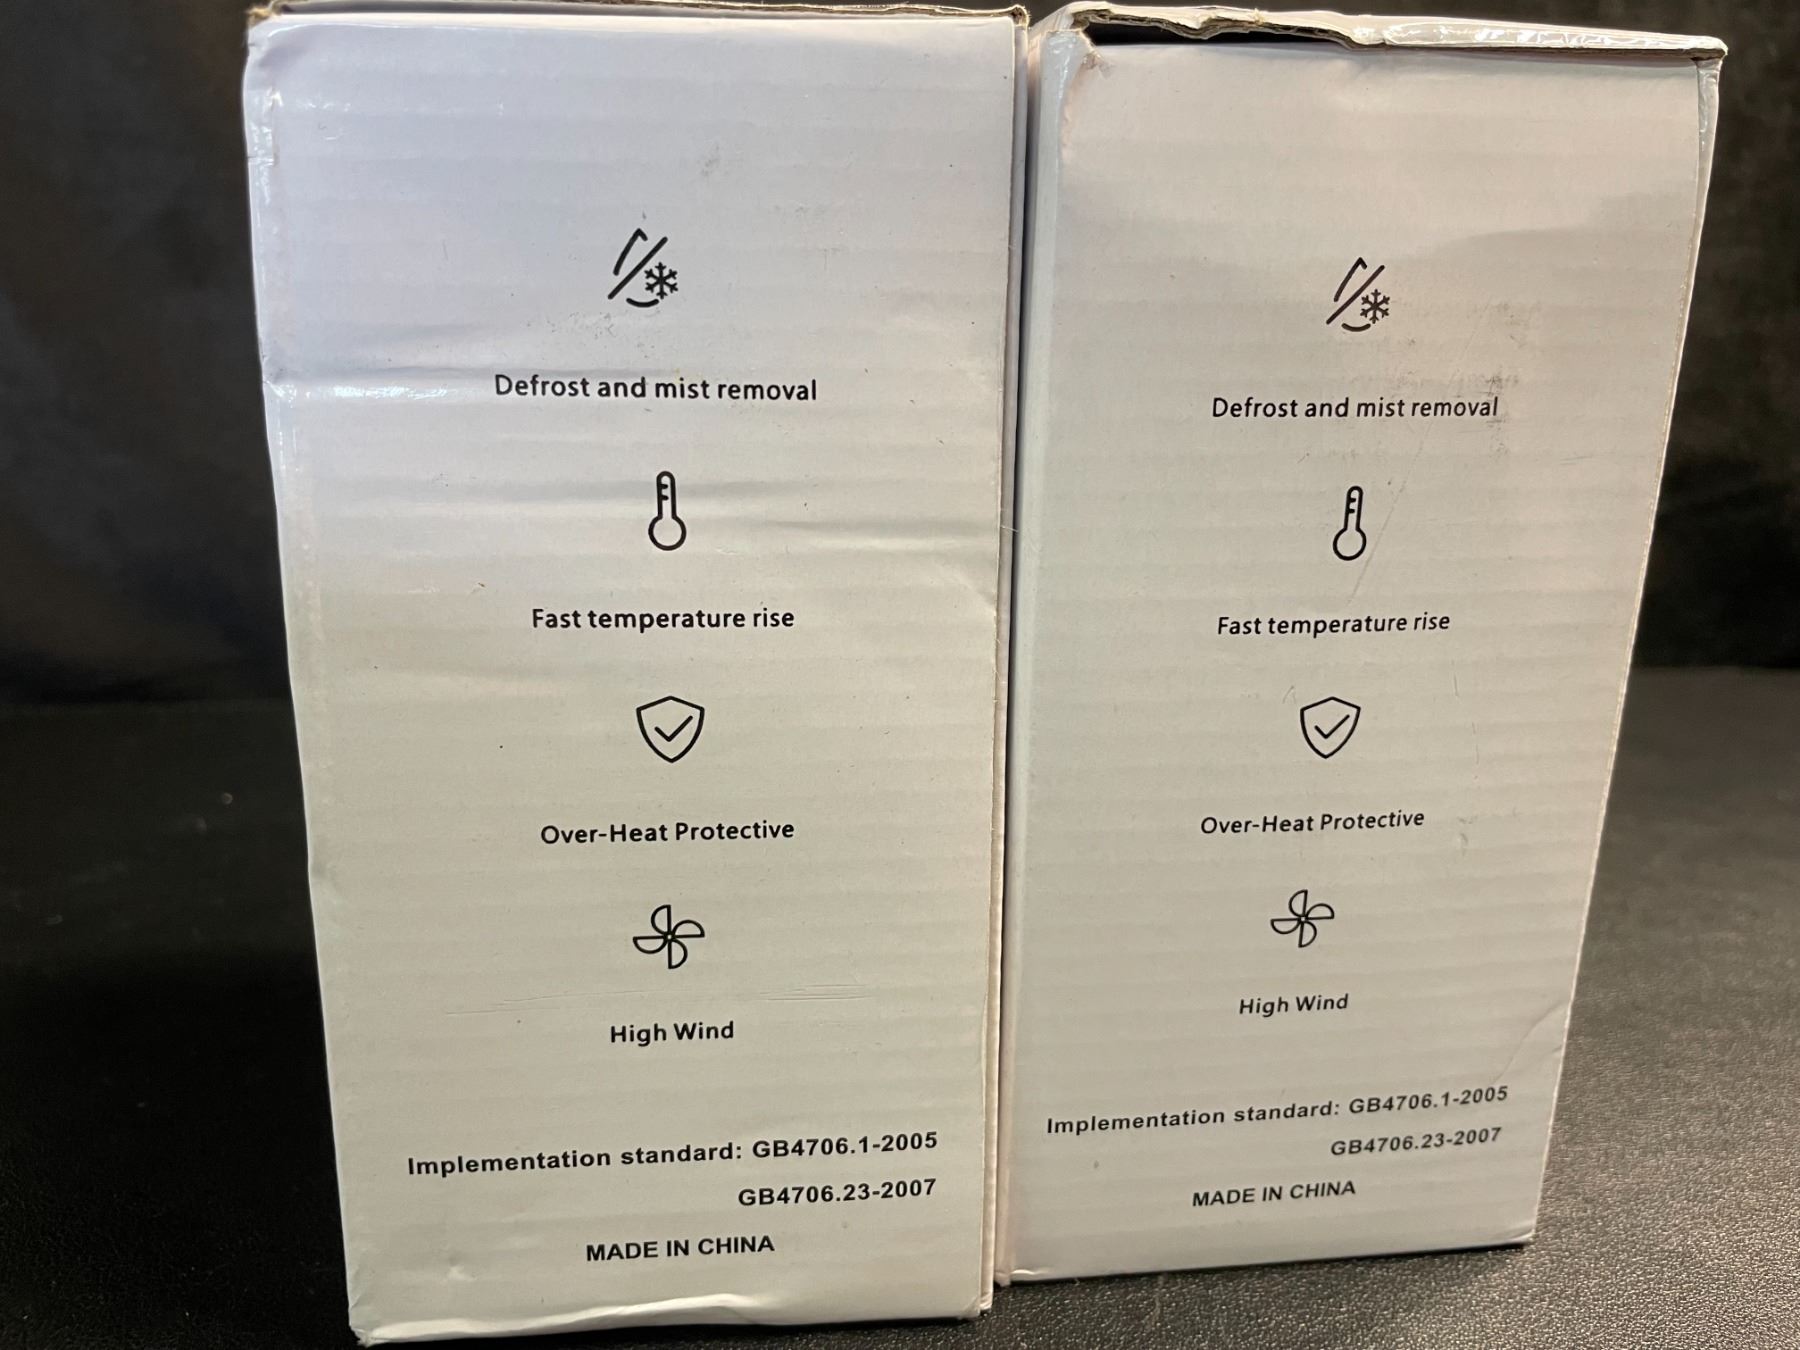 Defrost and mist removal
Fast temperature rise
Over-Heat Protective
High Wind
Implementation standard: GB4706.1-2005
GB4706.23-2007
MADE IN CHINA
Defrost and mist removal
Fast temperature rise
Over-Heat Protective
High Wind
Implementation standard: GB4706.1-2005
GB4706.23-2007
MADE IN CHINA